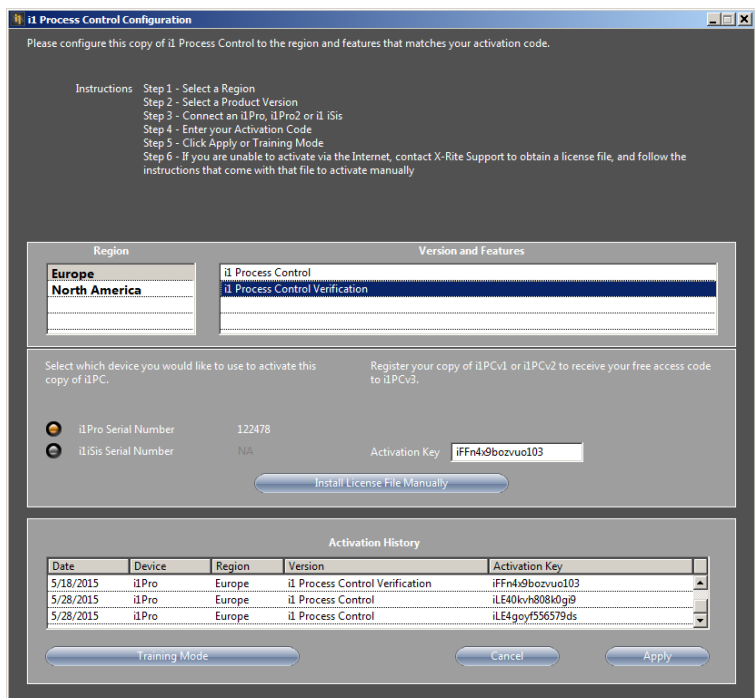 i1 Process Control Configuration
Please configure this copy of i1 Process Control to the region and features that matches your activation code.
Instructions
Step 1 - Select a Region
Step 2 - Select a Product Version
Step 3 - Connect an i1Pro, i1Pro2 or i1 iSis
Step 4 - Enter your Activation Code
Step 5 - Click Apply or Training Mode
Step 6 - If you are unable to activate via the Internet, contact X-Rite Support to obtain a license file, and follow the
instructions that come with that file to activate manually
Region
Europe
North America
Version and Features
i1 Process Control
i1 Process Control Verification
Select which device you would like to use to activate this
copy of i1PC.
Register your copy of i1PCv1 or i1PCv2 to receive your free access code
to i1PCv3.
i1Pro Serial Number 122478
i1iSis Serial Number NA
Activation Key iFFn4x9bozvuo103
Install License File Manually
Activation History
Date Device Region Version Activation Key
5/18/2015 i1Pro Europe i1 Process Control Verification iFFn4x9bozvuo103
5/28/2015 i1Pro Europe i1 Process Control iLE40kvh808k0gi9
5/28/2015 i1Pro Europe i1 Process Control iLE4goyf556579ds
Training Mode Cancel Apply